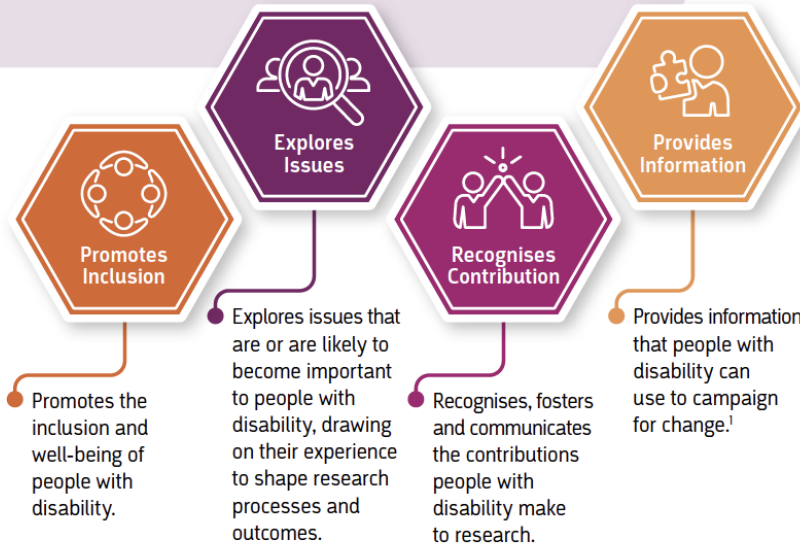 Promotes
Inclusion
Promotes the
inclusion and
well-being of
people with
disability.
Explores
Issues
Explores issues that
are or are likely to
become important
to people with
disability, drawing
on their experience
to shape research
processes and
outcomes.
Recognises
Contribution
Recognises, fosters
and communicates
the contributions
people with
disability make
to research.
Provides
Information
Provides information
that people with
disability can
use to campaign
for change.¹